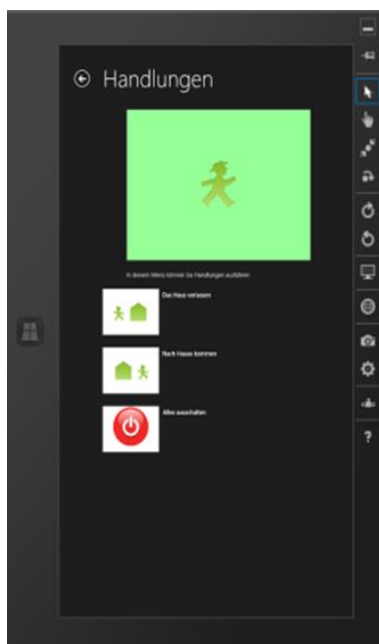 Handlungen
In diesem Menü können Sie Handlungen ausführen
Das Haus verlassen
Nach Hause kommen
Alles ausschalten
?